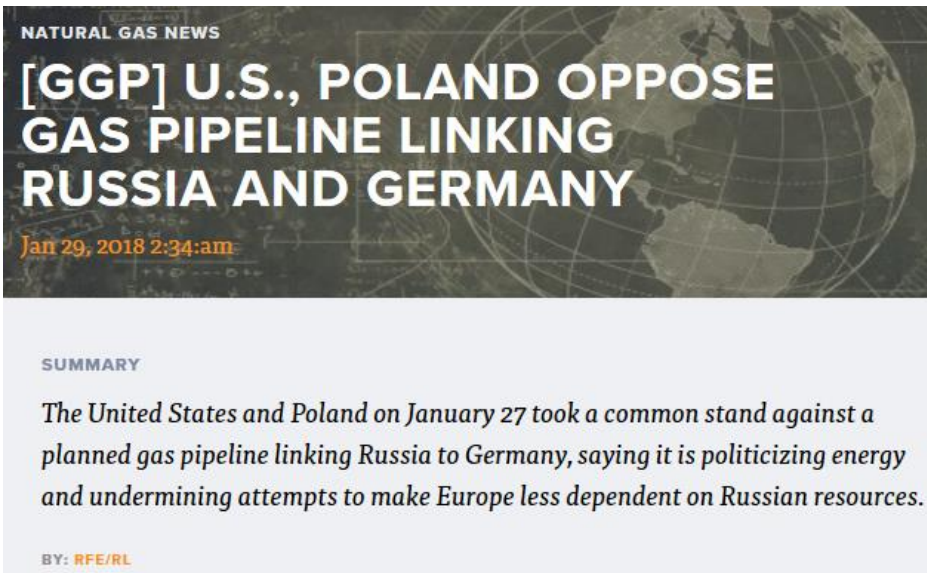 NATURAL GAS NEWS
[GGP] U.S., POLAND OPPOSE
GAS PIPELINE LINKING
RUSSIA AND GERMANY
Jan 29, 2018 2:34:am
SUMMARY
The United States and Poland on January 27 took a common stand against a
planned gas pipeline linking Russia to Germany, saying it is politicizing energy
and undermining attempts to make Europe less dependent on Russian resources.
BY: RFE/RL